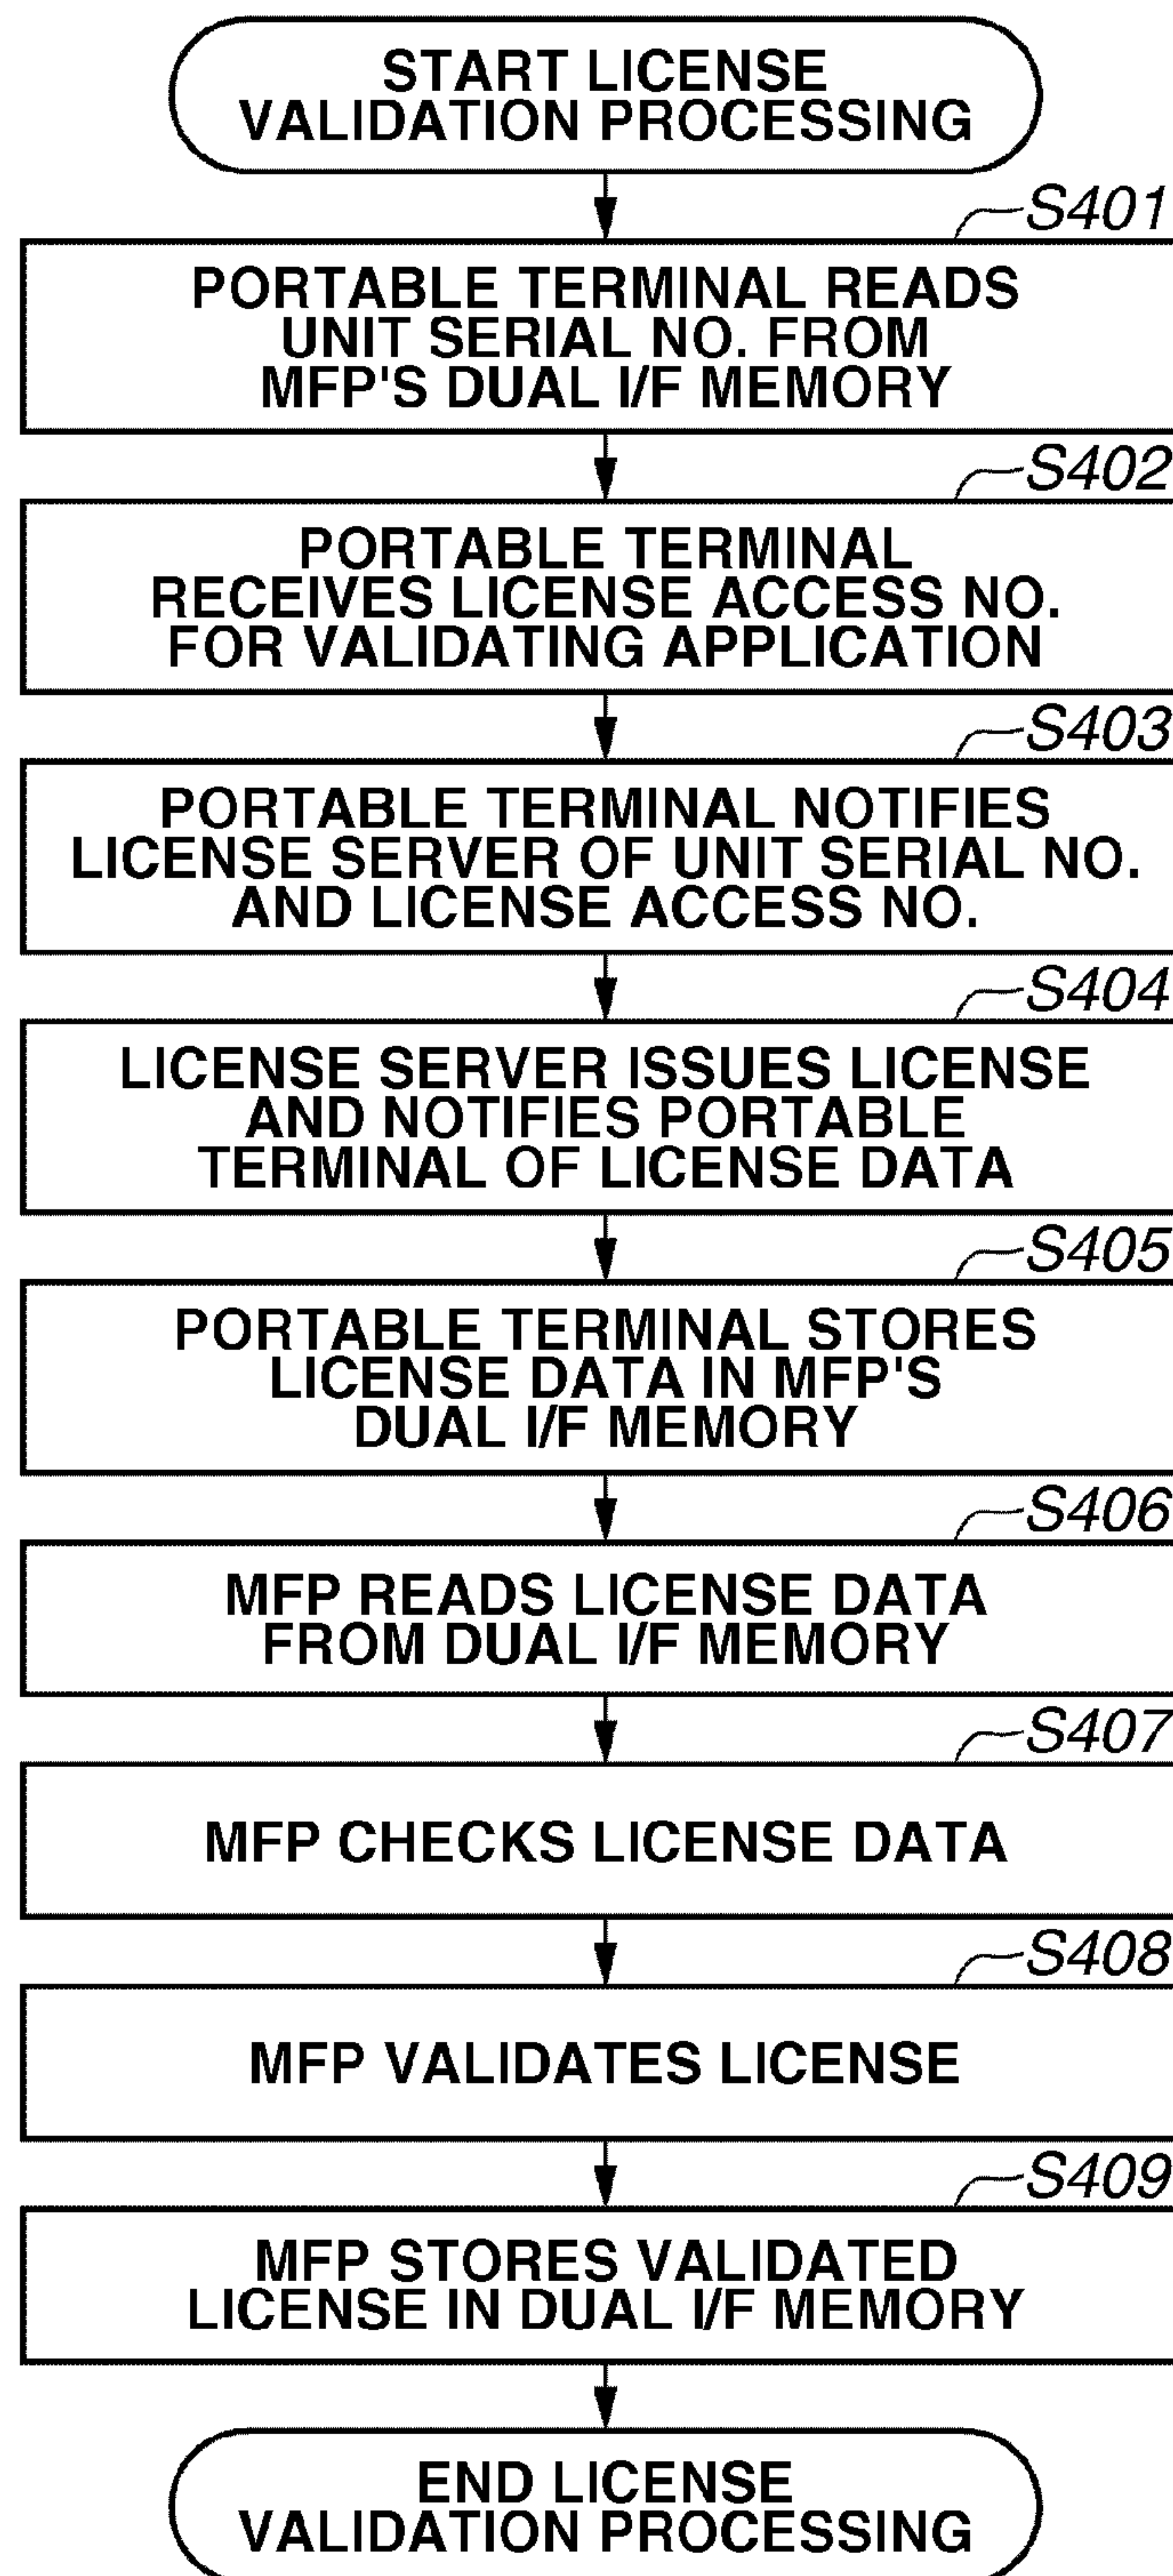 START LICENSE
VALIDATION PROCESSING
S401
PORTABLE TERMINAL READS
UNIT SERIAL NO. FROM
MFP'S DUAL I/F MEMORY
S402
PORTABLE TERMINAL
RECEIVES LICENSE ACCESS NO.
FOR VALIDATING APPLICATION
S403
PORTABLE TERMINAL NOTIFIES
LICENSE SERVER OF UNIT SERIAL NO.
AND LICENSE ACCESS NO.
S404
LICENSE SERVER ISSUES LICENSE
AND NOTIFIES PORTABLE
TERMINAL OF LICENSE DATA
S405
PORTABLE TERMINAL STORES
LICENSE DATA IN MFP'S
DUAL I/F MEMORY
S406
MFP READS LICENSE DATA
FROM DUAL I/F MEMORY
S407
MFP CHECKS LICENSE DATA
S408
MFP VALIDATES LICENSE
S409
MFP STORES VALIDATED
LICENSE IN DUAL I/F MEMORY
END LICENSE
VALIDATION PROCESSING